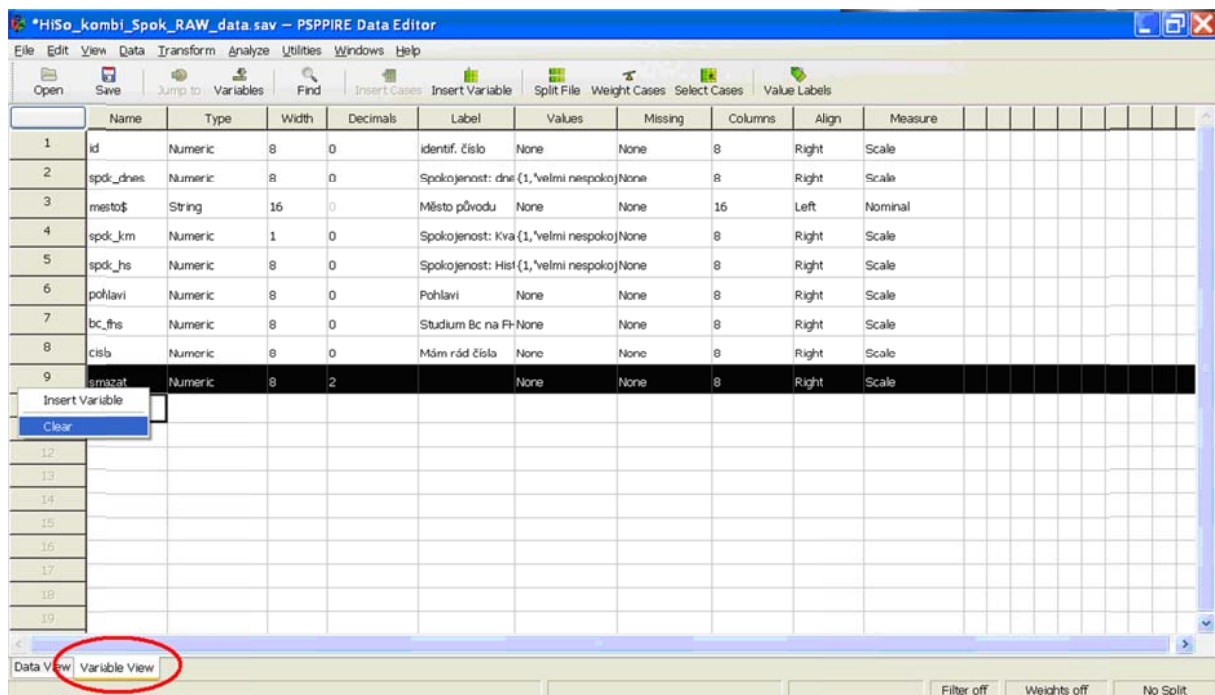 *HiSo_kombi_Spok_RAW_data.sav — PSPPIRE Data Editor
File Edit View Data Transform Analyze Utilities Windows Help
Open Save Jump to Variables Find Insert Cases Insert Variable Split File Weight Cases Select Cases Value Labels
Name Type Width Decimals Label Values Missing Columns Align Measure
1 id Numeric 8 0 identif. číslo None None 8 Right Scale
2 spok_dnes Numeric 8 0 Spokojenost: dne {1,"velmi nespokoj None 8 Right Scale
3 mesto$ String 16 0 Město původu None None 16 Left Nominal
4 spok_km Numeric 1 0 Spokojenost: Kva {1,"velmi nespokoj None 8 Right Scale
5 spok_hs Numeric 8 0 Spokojenost: Hist {1,"velmi nespokoj None 8 Right Scale
6 pohlavi Numeric 8 0 Pohlavi None None 8 Right Scale
7 bc_fhs Numeric 8 0 Studium Bc na FH None None 8 Right Scale
8 cisla Numeric 8 0 Mám rád čísla None None 8 Right Scale
9 smazat Numeric 8 2 None None 8 Right Scale
Insert Variable
Clear
12
13
14
15
16
17
18
19
Data View Variable View
Filter off Weights off No Split